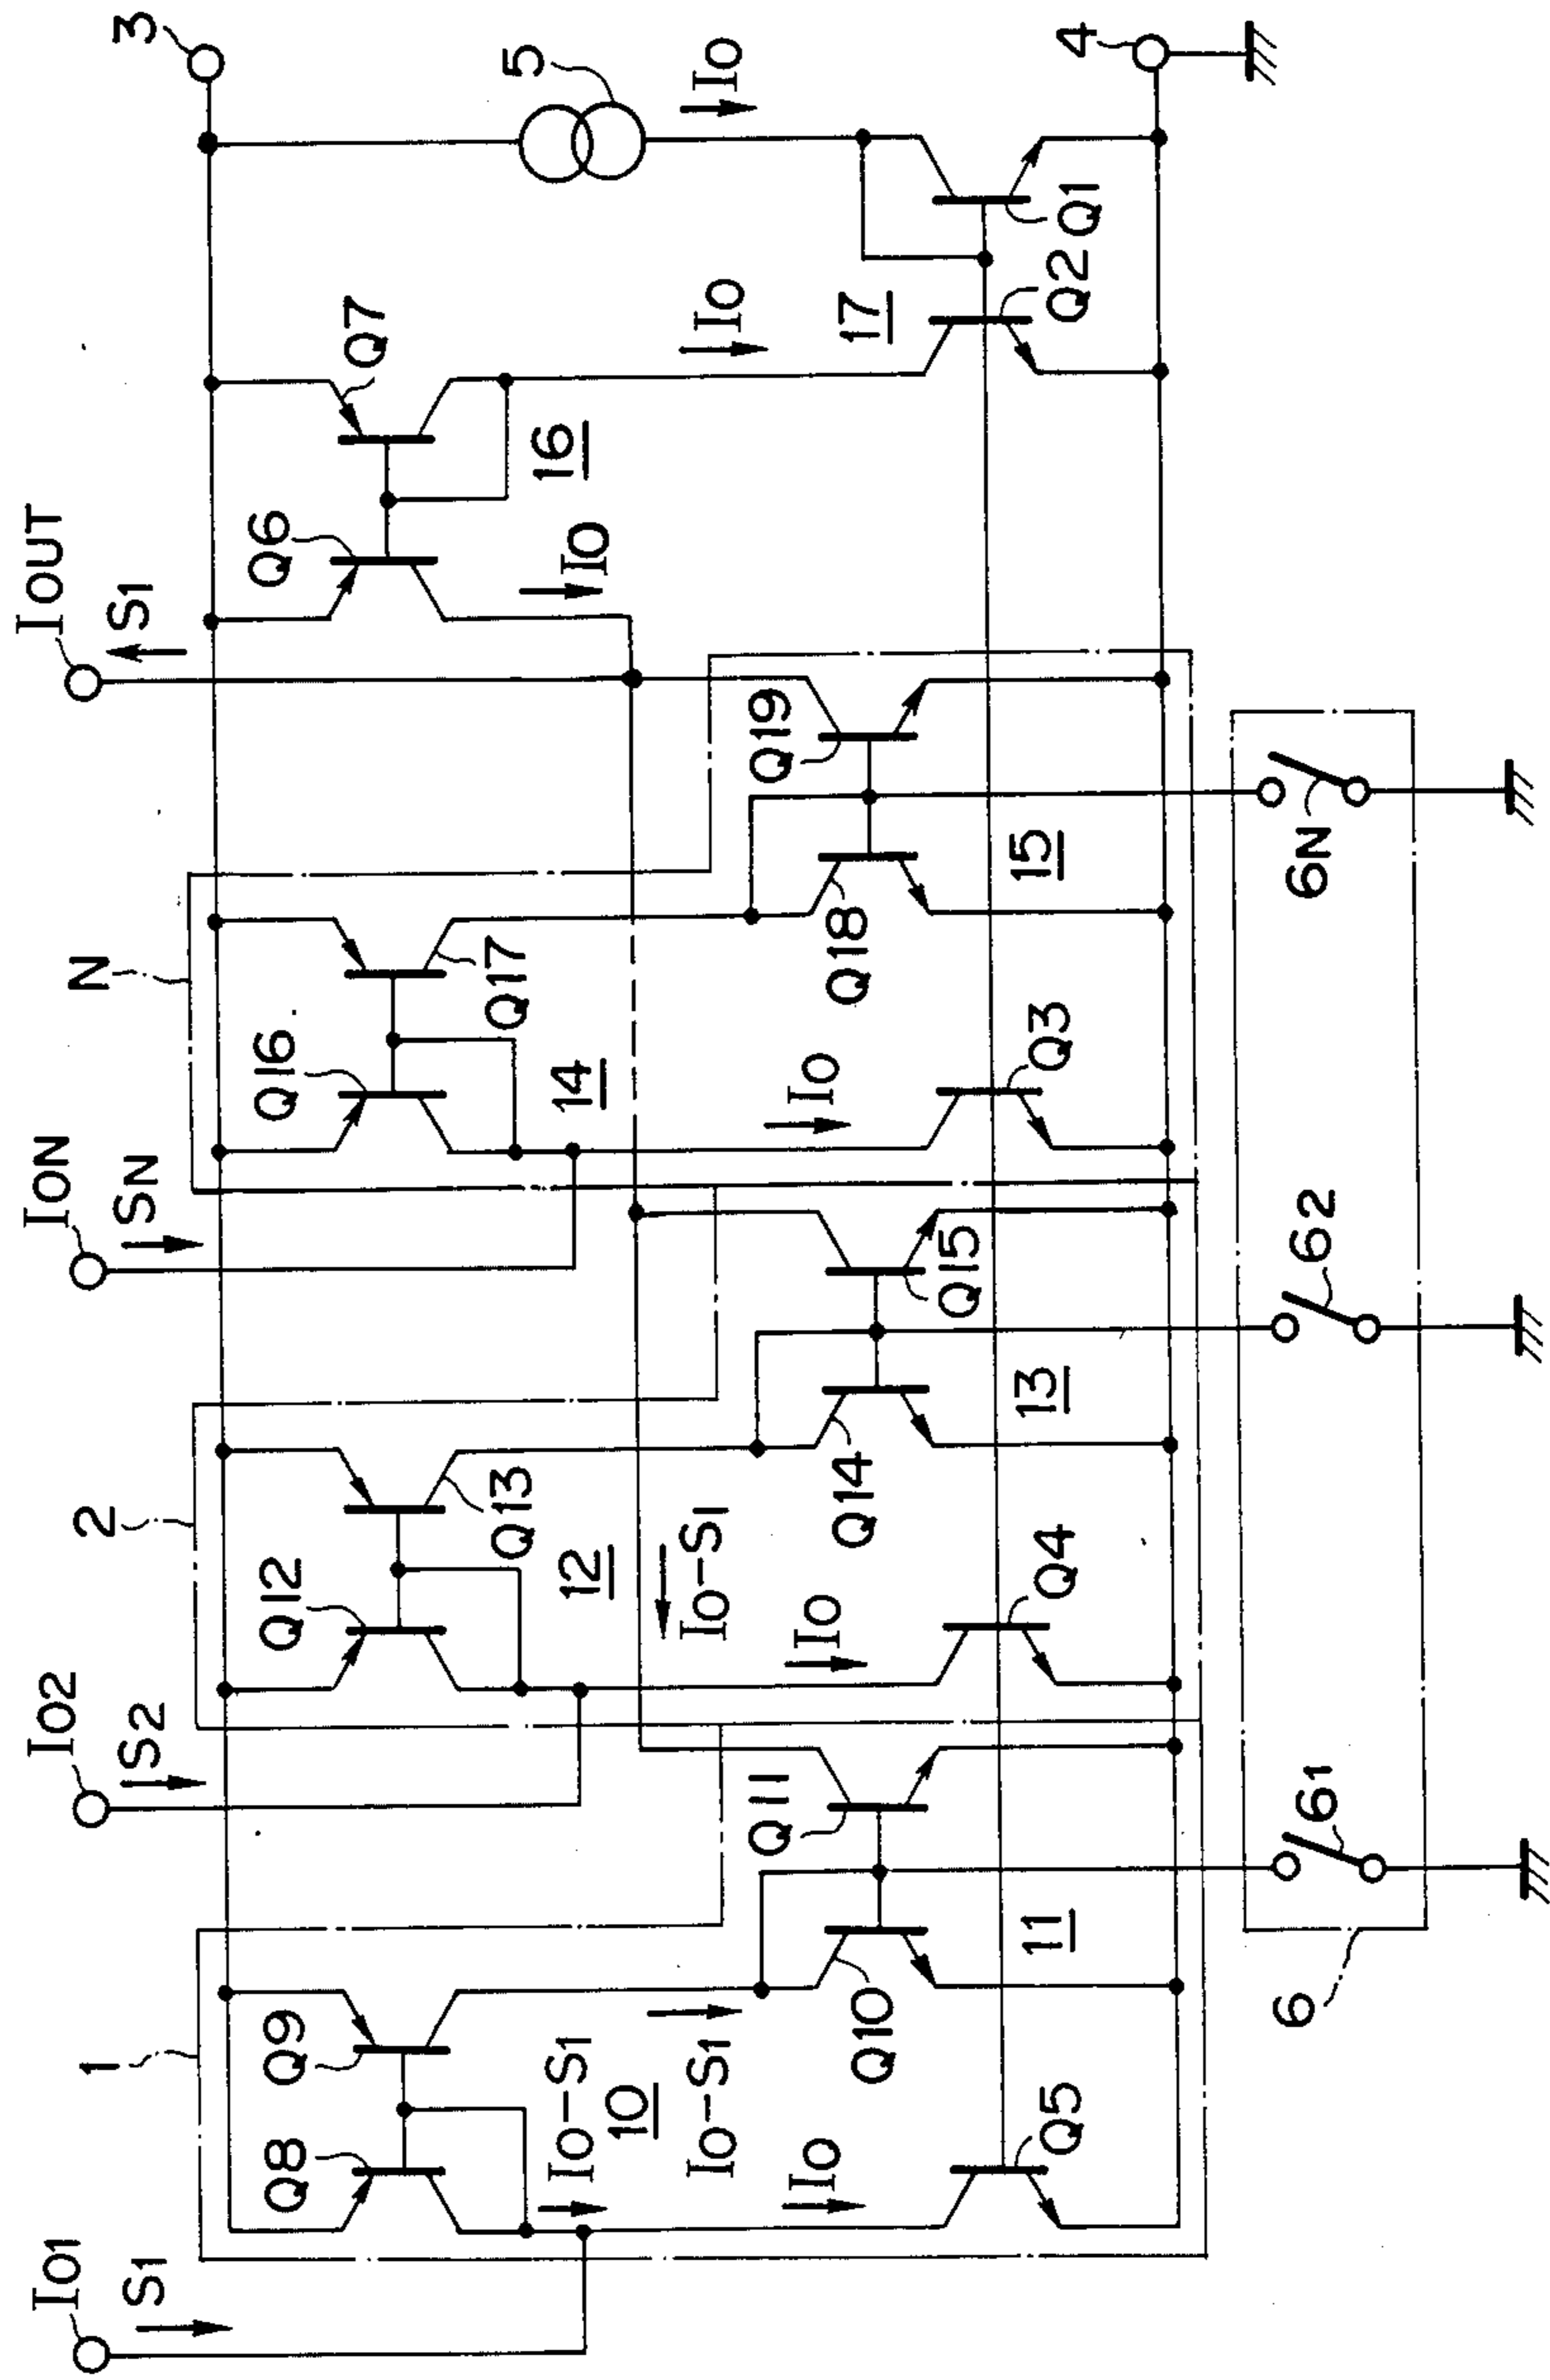 IO1
S1
IO2
S2
ION
SN
IOUT
S1
3
1
Q8
Q9
2
Q12
Q13
N
Q16
Q17
Q6
Q7
5
IO
IO-S1
10
IO-S1
12
IO-S1
14
IO
16
IO
IO
Q10
Q11
IO
Q14
Q15
IO
Q18
Q19
17
Q5
11
Q4
13
Q3
15
Q2
Q1
4
6
61
62
6N